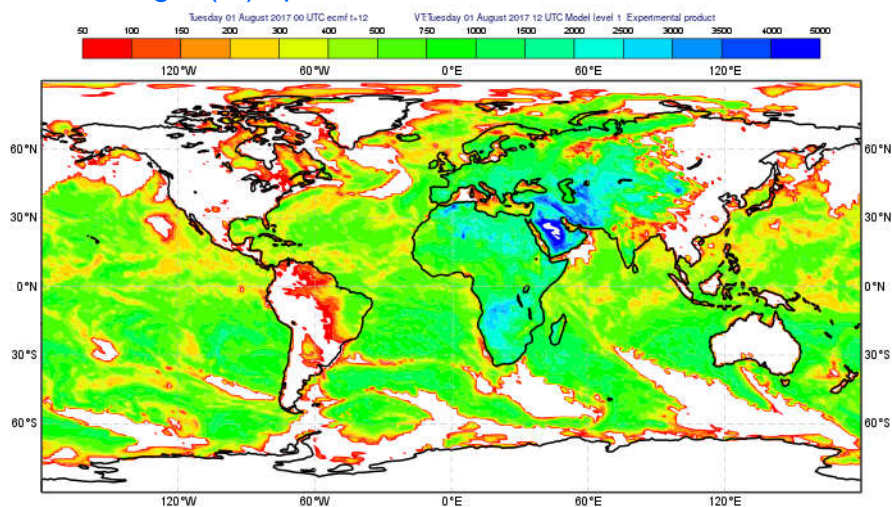 Tuesday 01 August 2017 00 UTC ecmf t+12 VT:Tuesday 01 August 2017 12 UTC Model level 1 Experimental product
50 100 150 200 300 400 500 750 1000 1500 2000 2500 3000 3500 4000 5000
120°W 60°W 0°E 60°E 120°E
60°N 60°N
30°N 30°N
0°N 0°N
30°S 30°S
60°S 60°S
120°W 60°W 0°E 60°E 120°E